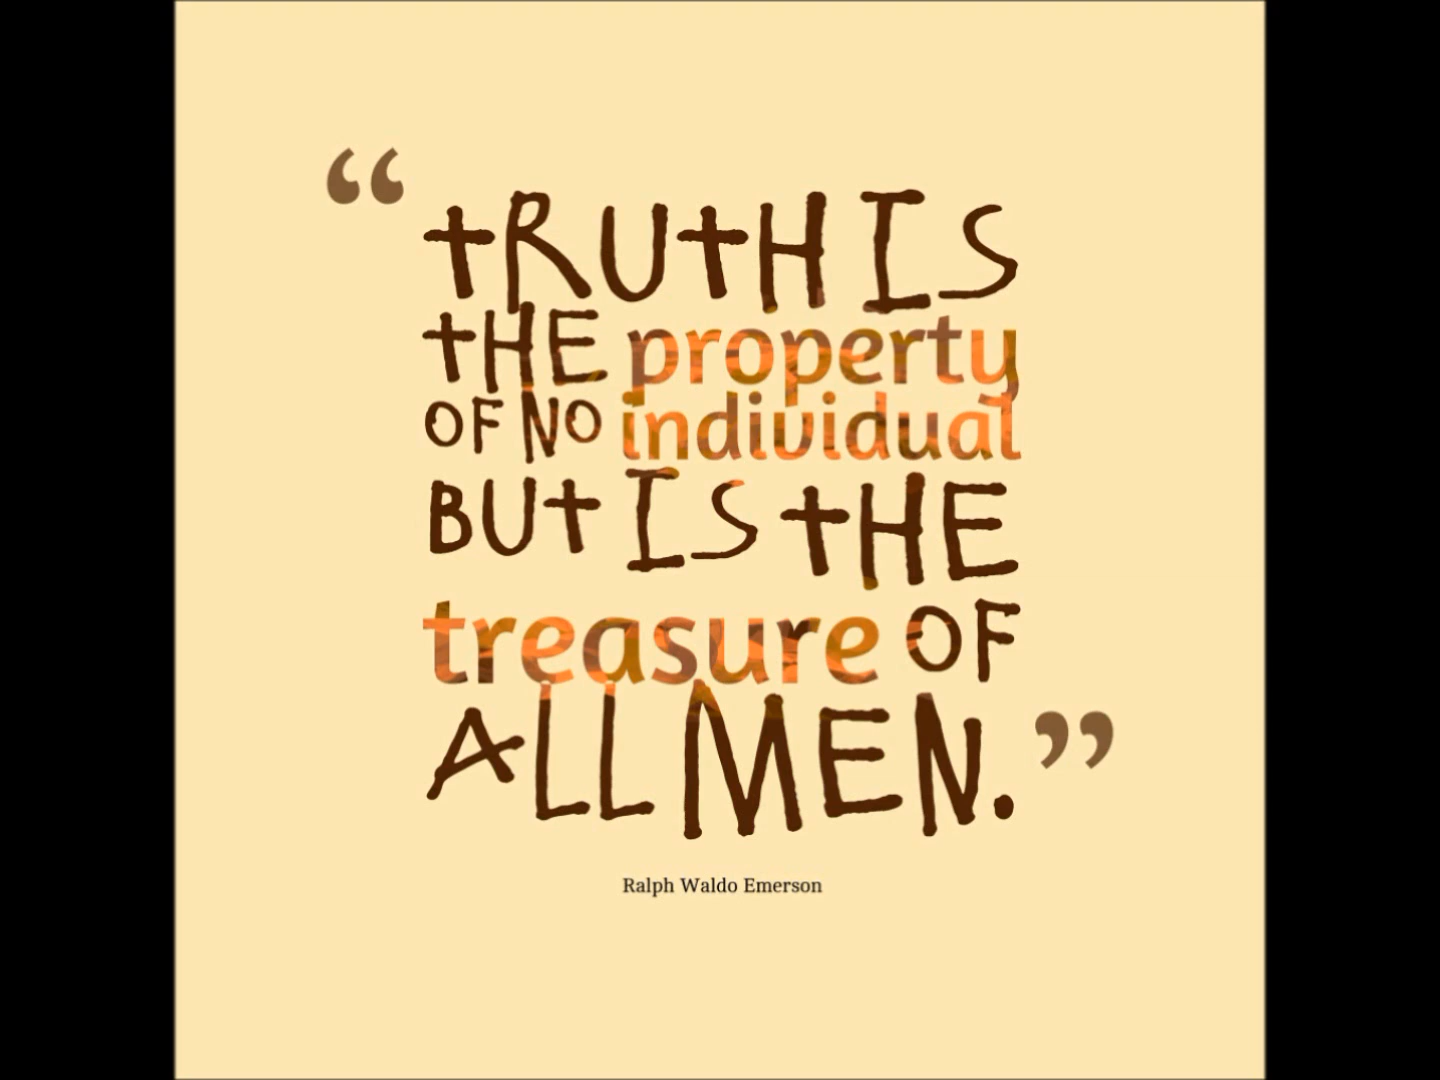 “tRUtH IS
tHE property
OF NO individual
BUt IS tHE
treasure OF
ALL MEN.”
Ralph Waldo Emerson